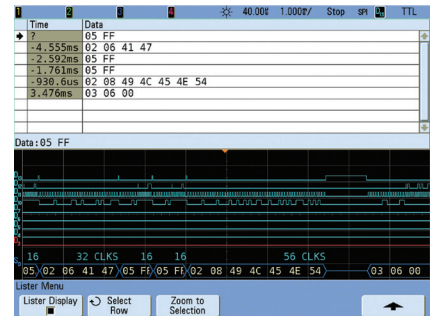 1 2 3 4 40.00% 1.000ms/ Stop SPI TTL
Time Data
? 05 FF
-4.555ms 02 06 41 47
-2.592ms 05 FF
-1.761ms 05 FF
-930.6us 02 08 49 4C 45 4E 54
3.476ms 03 06 00
Data:05 FF
16 32 CLKS 16 16 56 CLKS
05 02 06 41 47 05 FF 05 FF 02 08 49 4C 45 4E 54 03 06 00
Lister Menu
Lister Display Select Row Zoom to Selection